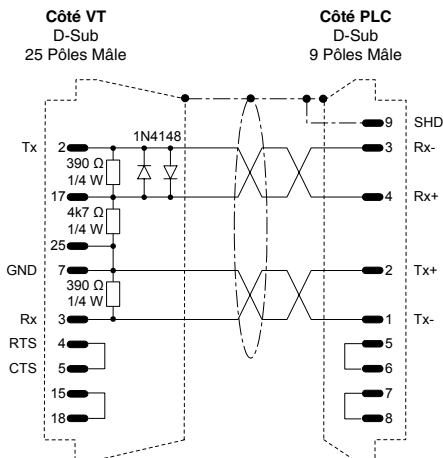 Côté VT
D-Sub
25 Pôles Mâle
Côté PLC
D-Sub
9 Pôles Mâle
9 SHD
1N4148
Tx 2
3 Rx-
390 Ω
1/4 W
17
4 Rx+
4k7 Ω
1/4 W
25
GND 7
2 Tx+
390 Ω
1/4 W
Rx 3
1 Tx-
RTS 4
5
CTS 5
6
15
7
18
8